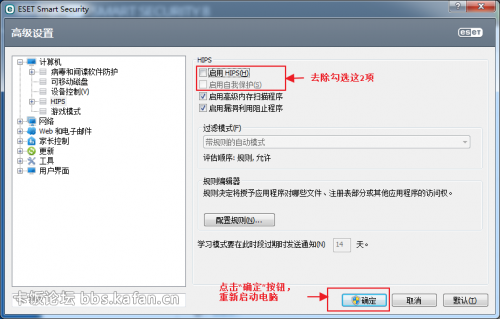 ESET Smart Security
高级设置
eset
计算机
病毒和间谍软件防护
可移动磁盘
设备控制(V)
HIPS
游戏模式
网络
Web 和电子邮件
家长控制
更新
工具
用户界面
HIPS
启用 HIPS(H)
启用自我保护(S)
启用高级内存扫描程序
启用漏洞利用阻止程序
去除勾选这2项
过滤模式(F)
带规则的自动模式
评估顺序: 规则, 允许
规则编辑器
规则决定将授予应用程序对哪些文件、注册表部分或其他应用程序的访问权。
配置规则(N)...
学习模式要在此时段过期时发送通知(N) 14 天。
点击"确定"按钮,
重新启动电脑
卡饭论坛 bbs.kafan.cn
确定
取消
默认(T)